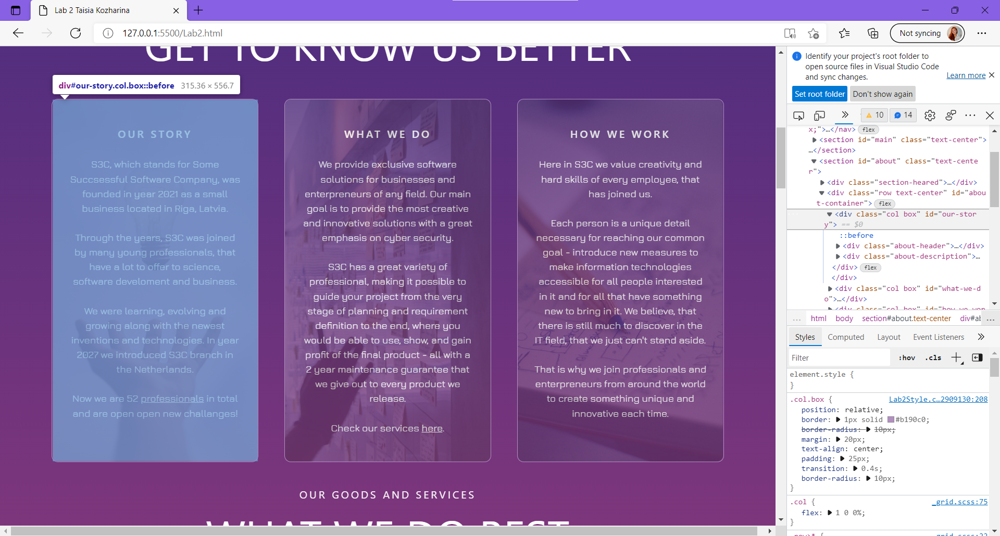 Lab 2 Taisia Kozharina
127.0.0.1:5500/Lab2.html
Not syncing
GET TO KNOW US BETTER
div#our-story.col.box::before 315.36 × 556.7
OUR STORY
S3C, which stands for Some
Succsessful Software Company, was
founded in year 2021 as a small
business located in Riga, Latvia.
Through the years, S3C was joined
by many young professionals, that
have a lot to offer to science,
software develoment and business.
We were learning, evolving and
growing along with the newest
inventions and technologies. In year
2027 we introduced S3C branch in
the Netherlands.
Now we are 52 professionals in total
and are open open new challanges!
WHAT WE DO
We provide exclusive software
solutions for businesses and
enterpreneurs of any field. Our main
goal is to provide the most creative
and innovative solutions with a great
emphasis on cyber security.
S3C has a great variety of
professional, making it possible to
guide your project from the very
stage of planning and requirement
definition to the end, where you
would be able to use, show, and gain
profit of the final product - all with a
2 year maintenance guarantee that
we give out to every product we
release.
Check our services here.
HOW WE WORK
Here in S3C we value creativity and
hard skills of every employee, that
has joined us.
Each person is a unique detail
necessary for reaching our common
goal - introduce new measures to
make information technologies
accessible for all people interested
in it and for all that have something
new to bring in it. We believe, that
there is still much to discover in the
IT field, that we just can't stand aside.
That is why we join professionals and
enterpreneurs from around the world
to create something unique and
innovative each time.
OUR GOODS AND SERVICES
WHAT WE DO BEST
Identify your project's root folder to
open source files in Visual Studio Code
and sync changes.
Learn more
Set root folder Don't show again
10 14
x;">…</nav> flex
<section id="main" class="text-center">
…</section>
<section id="about" class="text-cente
r">
<div class="section-heared">…</div>
<div class="row text-center" id="abou
t-container"> flex
<div class="col box" id="our-stor
y"> == $0
::before
<div class="about-header">…</div>
<div class="about-description">…
</div> flex
</div>
<div class="col box" id="what-we-d
o">…</div>
<div class="col box" id="how-we-wor
... html body section#about.text-center div#al ...
Styles Computed Layout Event Listeners
Filter :hov .cls
element.style {
}
.col.box { Lab2Style.c…2909130:208
position: relative;
border: 1px solid #b190c0;
border-radius: 10px;
margin: 20px;
text-align: center;
padding: 25px;
transition: 0.4s;
border-radius: 10px;
}
.col { _grid.scss:75
flex: 1 0 0%;
}
.row>* { _grid.scss:22